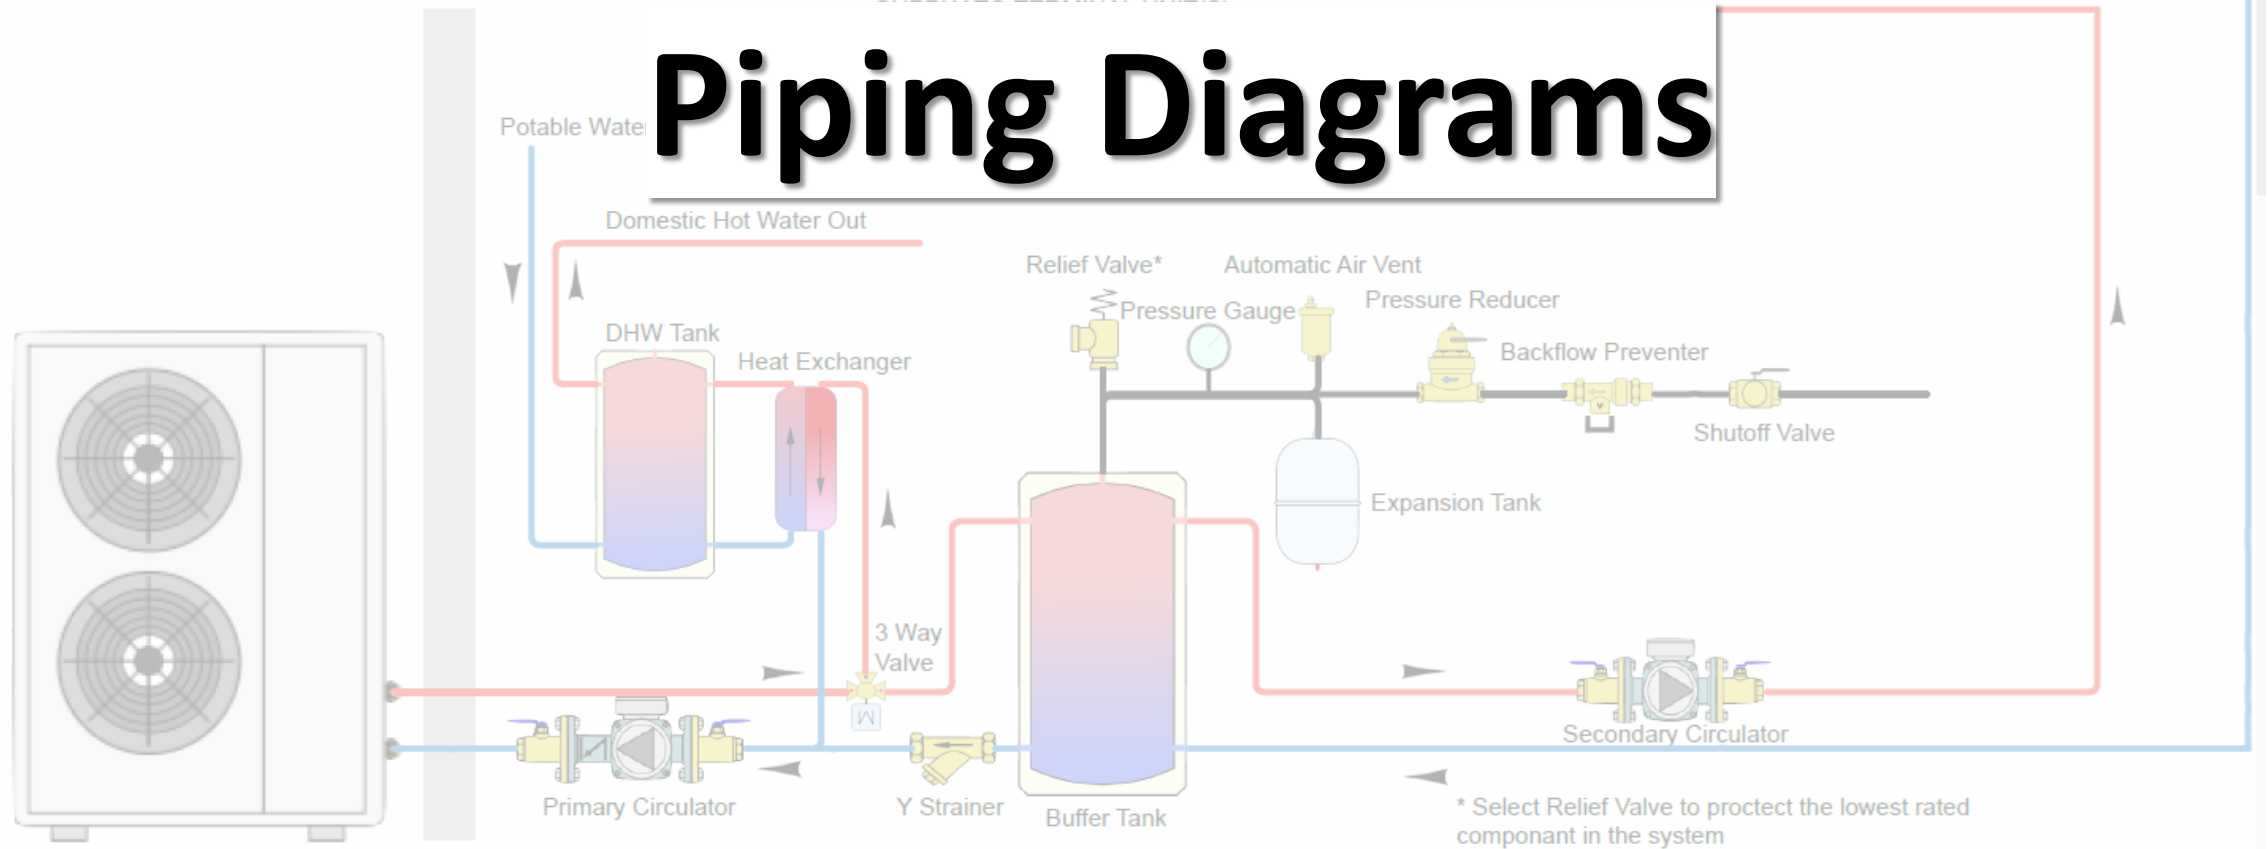 Piping Diagrams
Potable Wate
Domestic Hot Water Out
Relief Valve*
Automatic Air Vent
Pressure Gauge
Pressure Reducer
DHW Tank
Heat Exchanger
Backflow Preventer
Shutoff Valve
Expansion Tank
3 Way
Valve
M
Secondary Circulator
Primary Circulator
Y Strainer
Buffer Tank
* Select Relief Valve to proctect the lowest rated
componant in the system